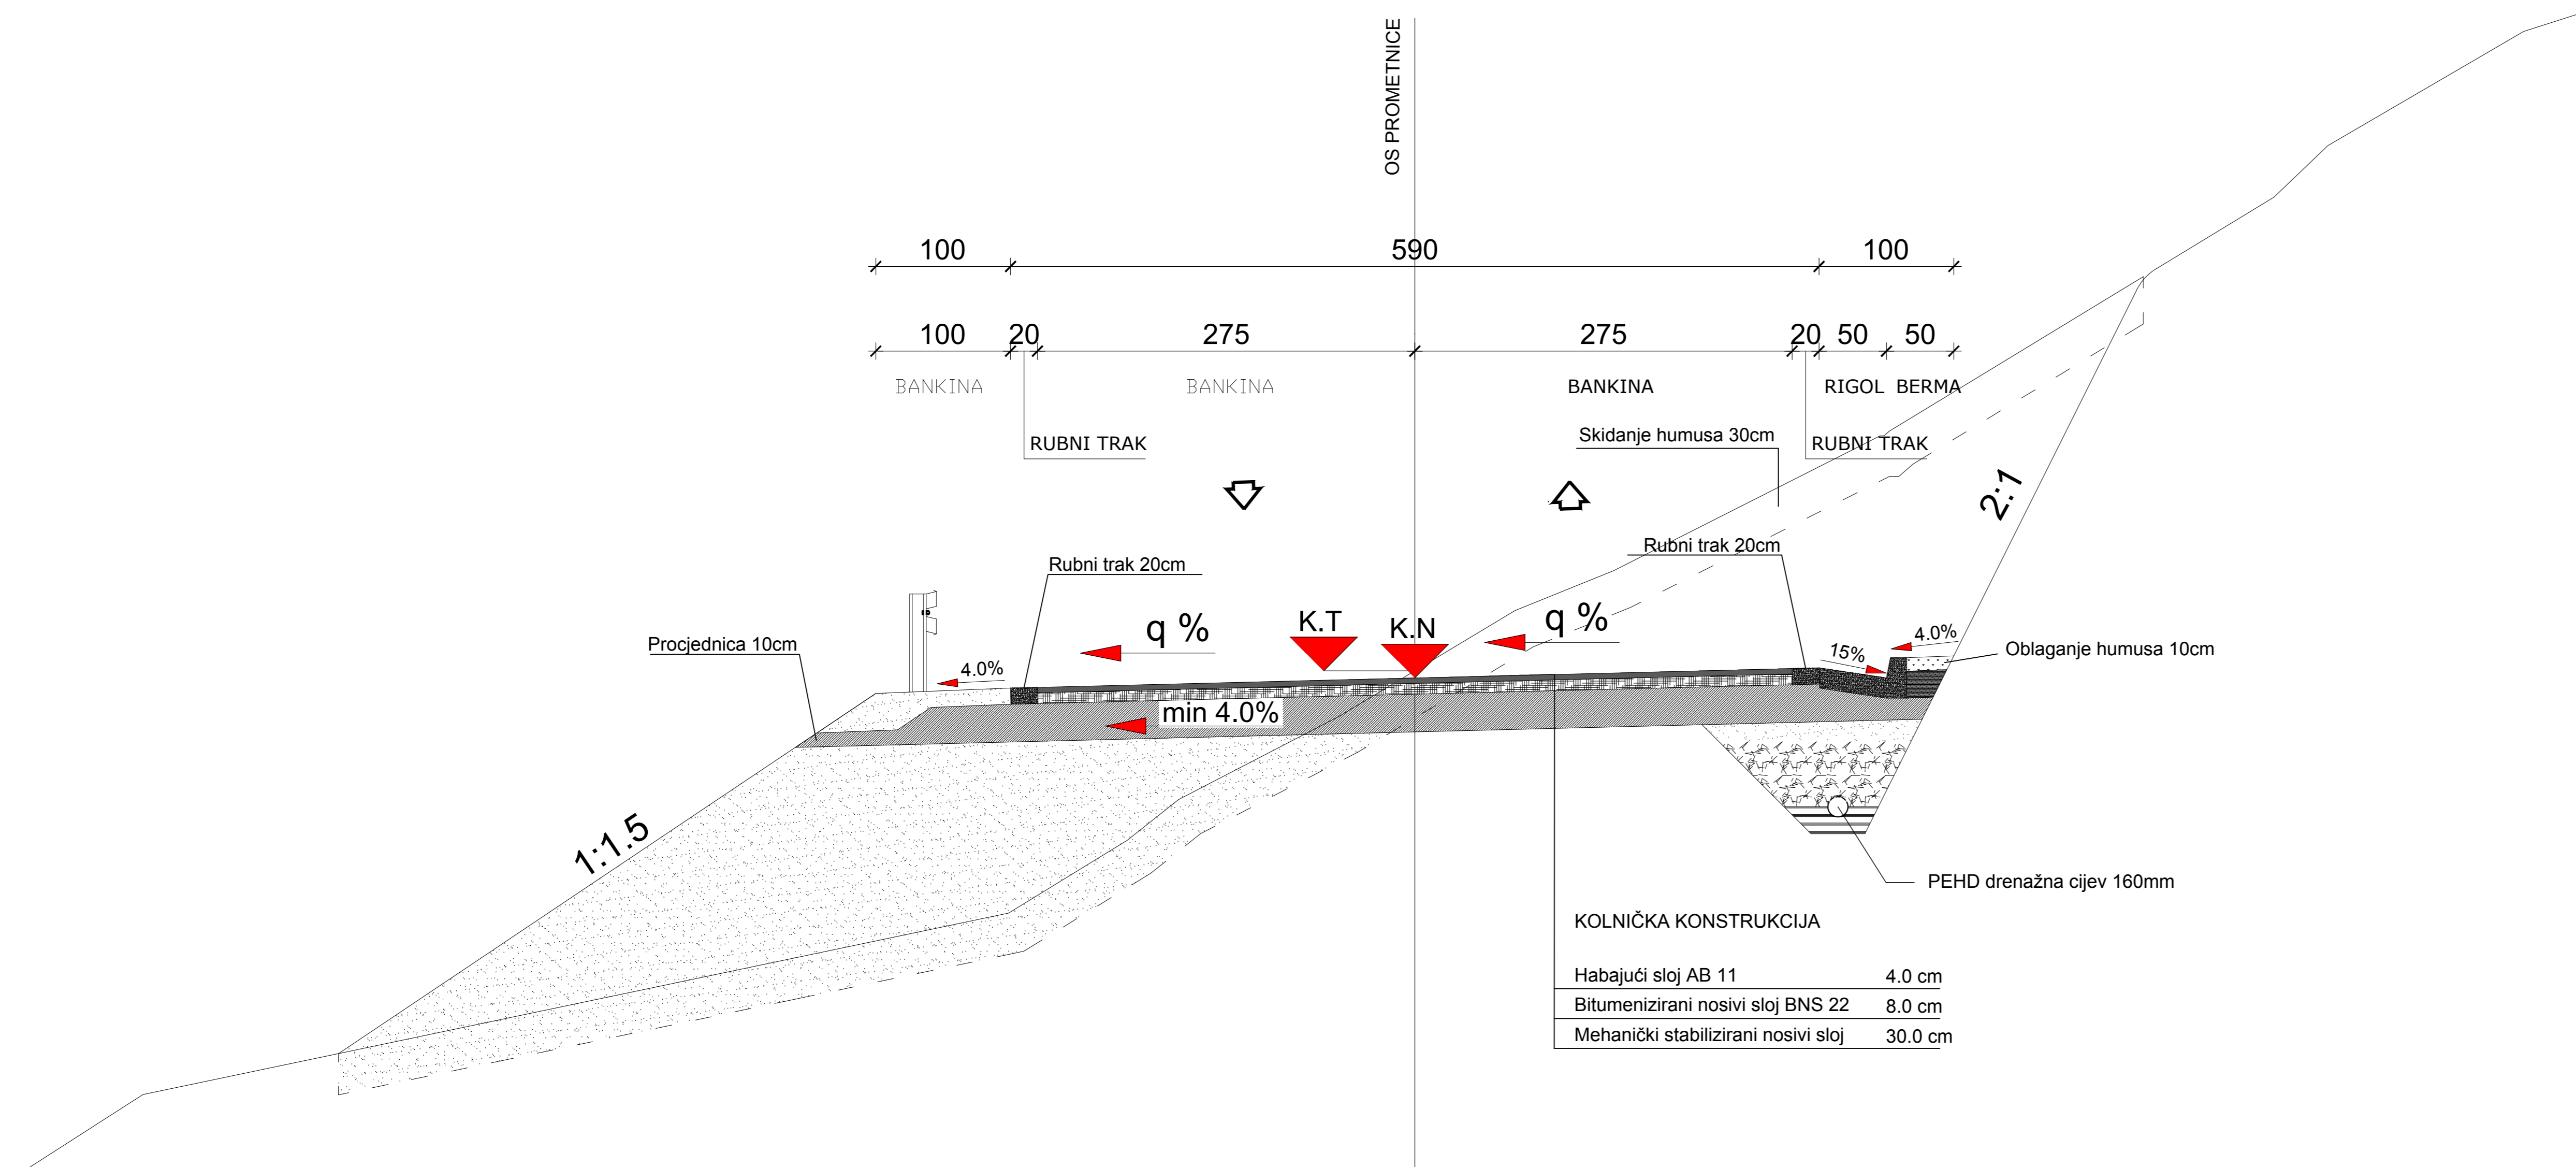 OS PROMETNICE
100 590 100
100 20 275 275 20 50 50
BANKINA BANKINA BANKINA RIGOL BERMA
RUBNI TRAK Skidanje humusa 30cm RUBNI TRAK
2:1
Rubni trak 20cm Rubni trak 20cm
q % K.T K.N q %
Procjednica 10cm 4.0% 15% 4.0% Oblaganje humusa 10cm
min 4.0%
1:1.5
PEHD drenažna cijev 160mm
KOLNIČKA KONSTRUKCIJA
Habajući sloj AB 11 4.0 cm
Bitumenizirani nosivi sloj BNS 22 8.0 cm
Mehanički stabilizirani nosivi sloj 30.0 cm